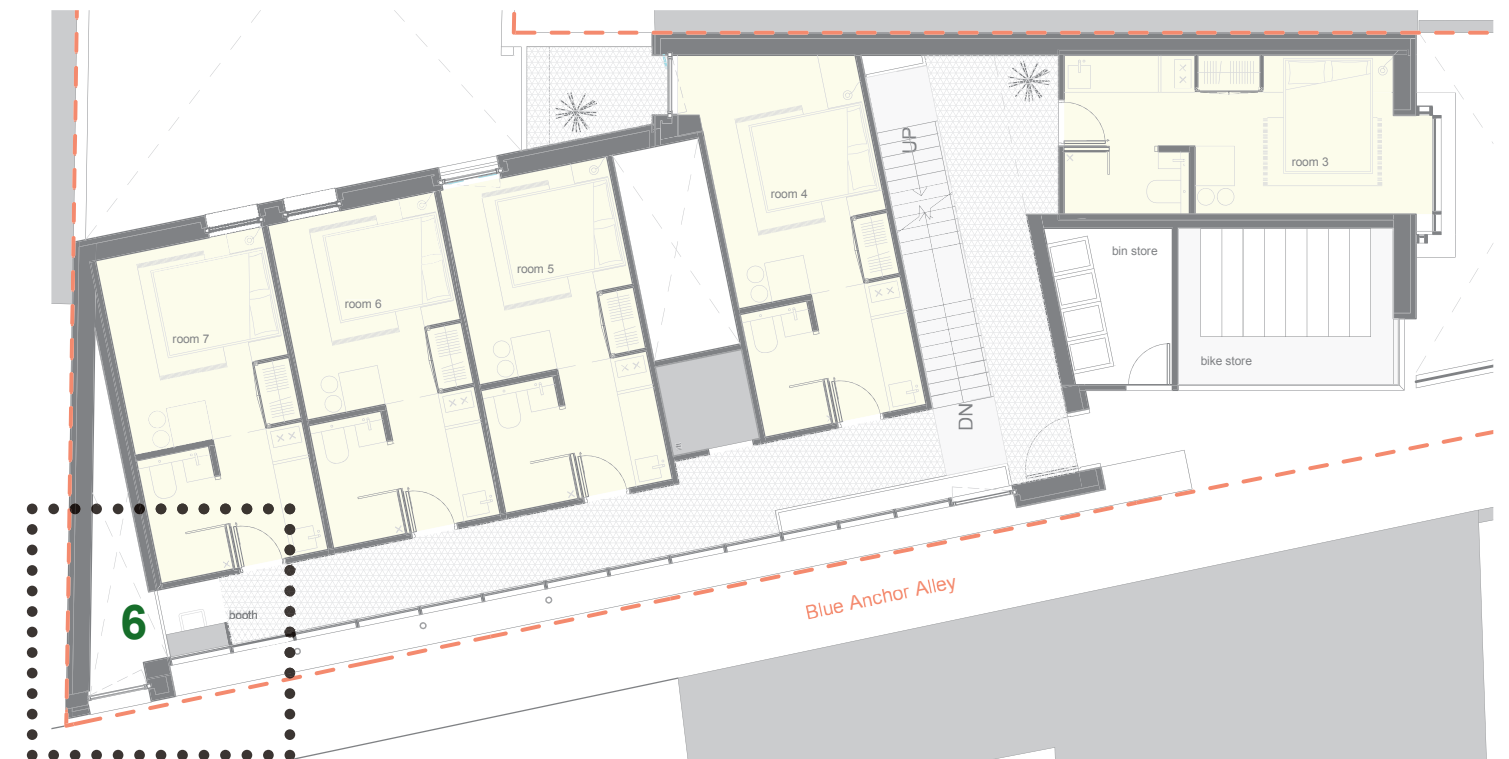 UP
room 3
room 4
bin store
room 5
room 6
room 7
bike store
DN
Blue Anchor Alley
booth
6